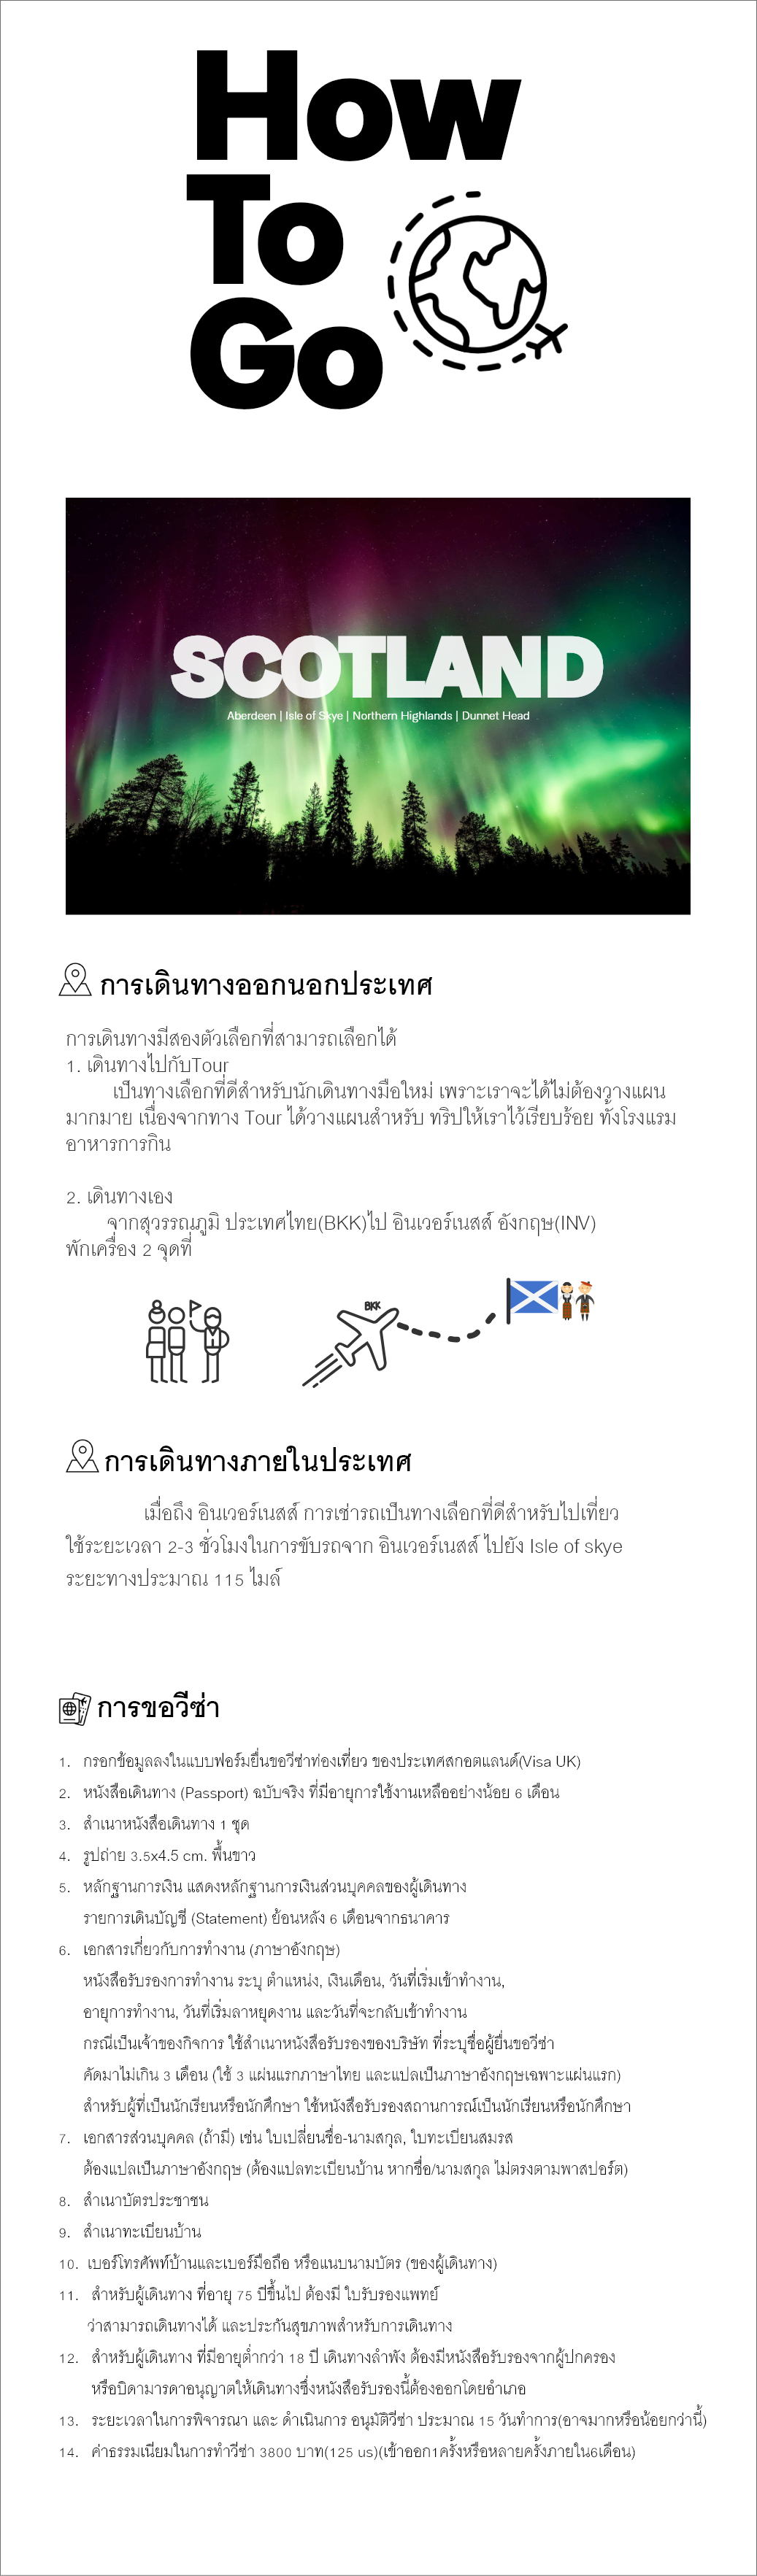 How
To
Go
SCOTLAND
Aberdeen | Isle of Skye | Northern Highlands | Dunnet Head
การเดินทางออกนอกประเทศ
การเดินทางมีสองตัวเลือกที่สามารถเลือกได้
1. เดินทางไปกับTour
เป็นทางเลือกที่ดีสำหรับนักเดินทางมือใหม่ เพราะเราจะได้ไม่ต้องวางแผน
มากมาย เนื่องจากทาง Tour ได้วางแผนสำหรับ ทริปให้เราไว้เรียบร้อย ทั้งโรงแรม
อาหารการกิน
2. เดินทางเอง
จากสุวรรณภูมิ ประเทศไทย(BKK)ไป อินเวอร์เนสส์ อังกฤษ(INV)
พักเครื่อง 2 จุดที่
BKK
การเดินทางภายในประเทศ
เมื่อถึง อินเวอร์เนสส์ การเช่ารถเป็นทางเลือกที่ดีสำหรับไปเที่ยว
ใช้ระยะเวลา 2-3 ชั่วโมงในการขับรถจาก อินเวอร์เนสส์ ไปยัง Isle of skye
ระยะทางประมาณ 115 ไมล์
การขอวีซ่า
1. กรอกข้อมูลลงในแบบฟอร์มยื่นขอวีซ่าท่องเที่ยว ของประเทศสกอตแลนด์(Visa UK)
2. หนังสือเดินทาง (Passport) ฉบับจริง ที่มีอายุการใช้งานเหลืออย่างน้อย 6 เดือน
3. สำเนาหนังสือเดินทาง 1 ชุด
4. รูปถ่าย 3.5x4.5 cm. พื้นขาว
5. หลักฐานการเงิน แสดงหลักฐานการเงินส่วนบุคคลของผู้เดินทาง
รายการเดินบัญชี (Statement) ย้อนหลัง 6 เดือนจากธนาคาร
6. เอกสารเกี่ยวกับการทำงาน (ภาษาอังกฤษ)
หนังสือรับรองการทำงาน ระบุ ตำแหน่ง, เงินเดือน, วันที่เริ่มเข้าทำงาน,
อายุการทำงาน, วันที่เริ่มลาหยุดงาน และวันที่จะกลับเข้าทำงาน
กรณีเป็นเจ้าของกิจการ ใช้สำเนาหนังสือรับรองของบริษัท ที่ระบุชื่อผู้ยื่นขอวีซ่า
คัดมาไม่เกิน 3 เดือน (ใช้ 3 แผ่นแรกภาษาไทย และแปลเป็นภาษาอังกฤษเฉพาะแผ่นแรก)
สำหรับผู้ที่เป็นนักเรียนหรือนักศึกษา ใช้หนังสือรับรองสถานการณ์เป็นนักเรียนหรือนักศึกษา
7. เอกสารส่วนบุคคล (ถ้ามี) เช่น ใบเปลี่ยนชื่อ-นามสกุล, ใบทะเบียนสมรส
ต้องแปลเป็นภาษาอังกฤษ (ต้องแปลทะเบียนบ้าน หากชื่อ/นามสกุล ไม่ตรงตามพาสปอร์ต)
8. สำเนาบัตรประชาชน
9. สำเนาทะเบียนบ้าน
10. เบอร์โทรศัพท์บ้านและเบอร์มือถือ หรือแนบนามบัตร (ของผู้เดินทาง)
11. สำหรับผู้เดินทาง ที่อายุ 75 ปีขึ้นไป ต้องมี ใบรับรองแพทย์
ว่าสามารถเดินทางได้ และประกันสุขภาพสำหรับการเดินทาง
12. สำหรับผู้เดินทาง ที่มีอายุต่ำกว่า 18 ปี เดินทางลำพัง ต้องมีหนังสือรับรองจากผู้ปกครอง
หรือบิดามารดาอนุญาตให้เดินทางซึ่งหนังสือรับรองนี้ต้องออกโดยอำเภอ
13. ระยะเวลาในการพิจารณา และ ดำเนินการ อนุมัติวีซ่า ประมาณ 15 วันทำการ(อาจมากหรือน้อยกว่านี้)
14. ค่าธรรมเนียมในการทำวีซ่า 3800 บาท(125 us)(เข้าออก1ครั้งหรือหลายครั้งภายใน6เดือน)